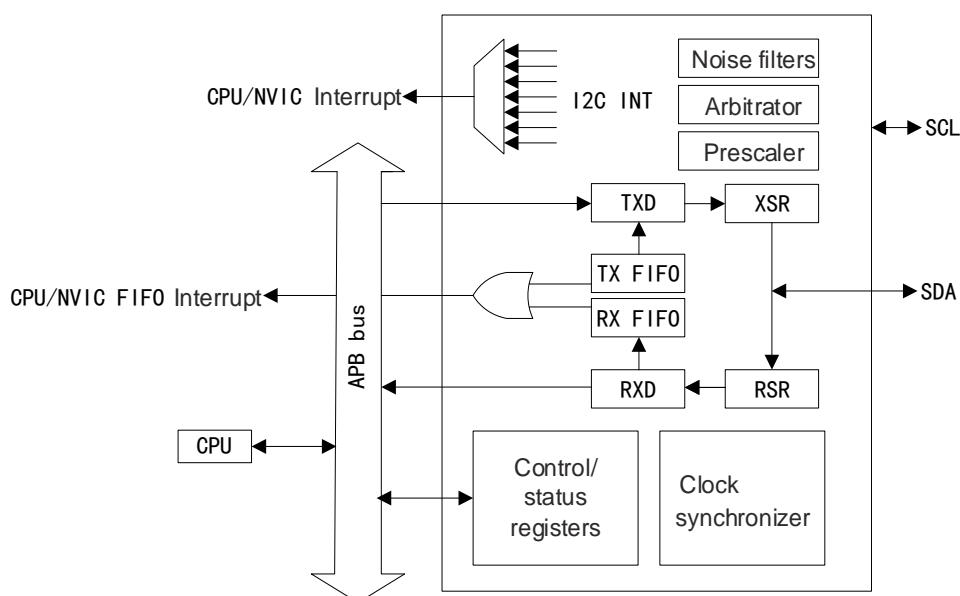 Noise filters
CPU/NVIC Interrupt
I2C INT
Arbitrator
SCL
Prescaler
TXD
XSR
TX FIFO
CPU/NVIC FIFO Interrupt
SDA
RX FIFO
APB bus
RXD
RSR
CPU
Control/
status
registers
Clock
synchronizer